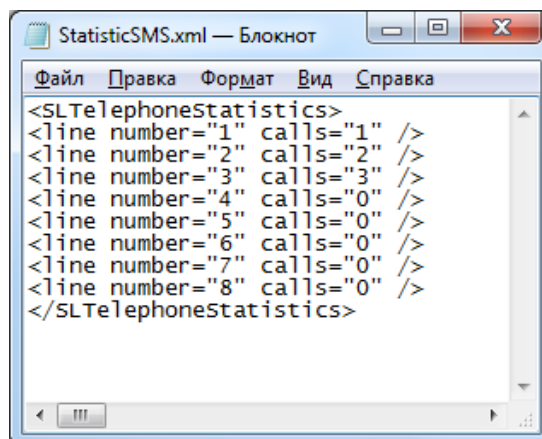 StatisticSMS.xml — Блокнот
Файл Правка Формат Вид Справка
<SLTelephoneStatistics>
<line number="1" calls="1" />
<line number="2" calls="2" />
<line number="3" calls="3" />
<line number="4" calls="0" />
<line number="5" calls="0" />
<line number="6" calls="0" />
<line number="7" calls="0" />
<line number="8" calls="0" />
</SLTelephoneStatistics>